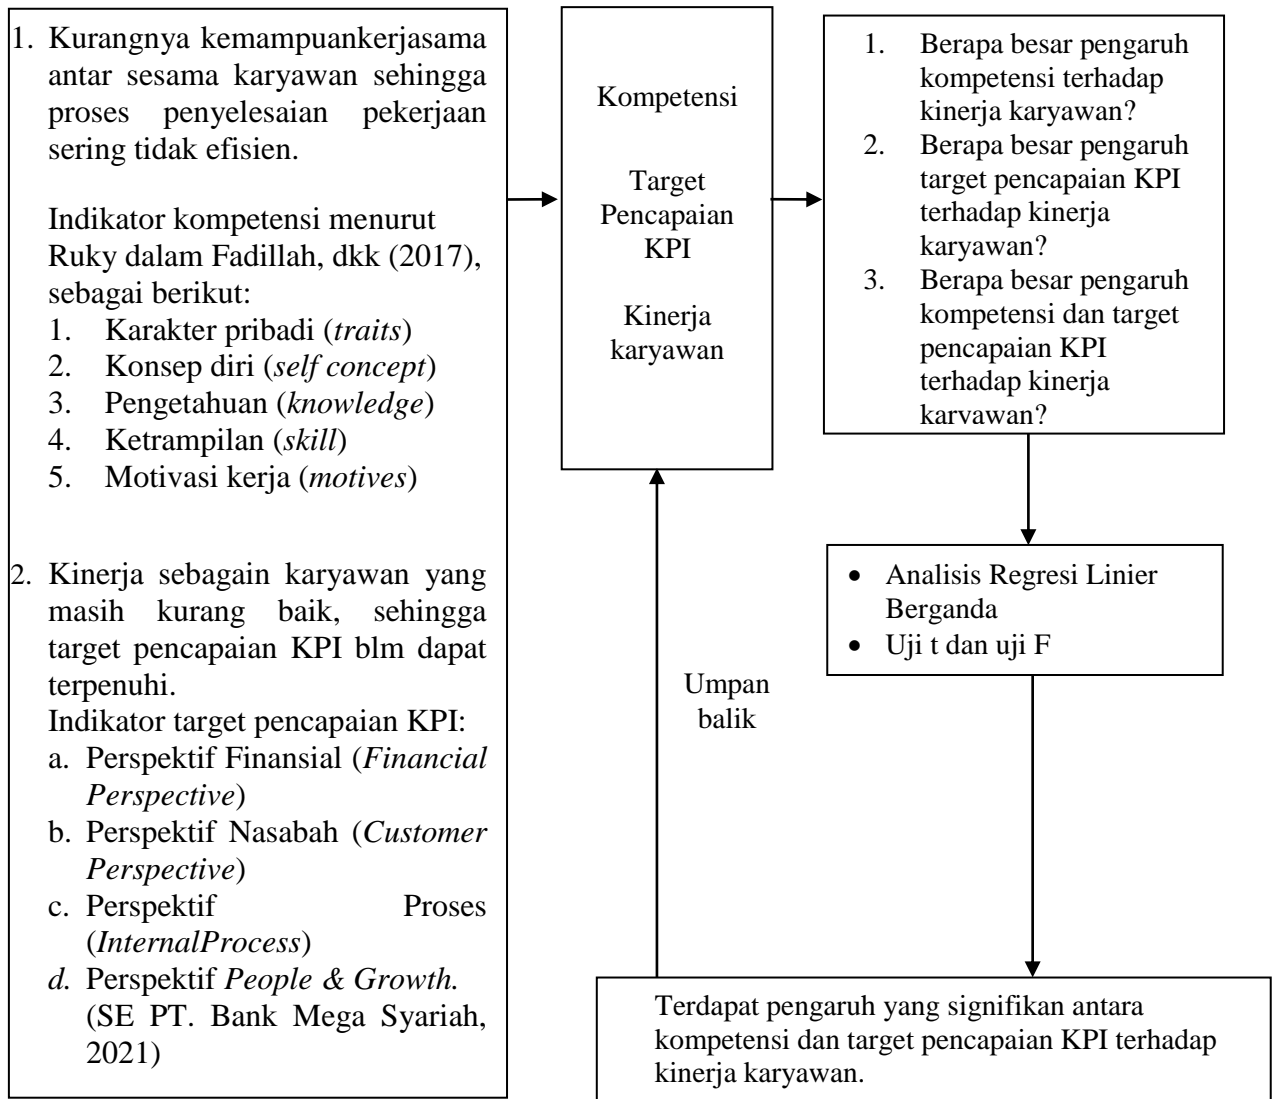 1. Kurangnya kemampuankerjasama
antar sesama karyawan sehingga
proses penyelesaian pekerjaan
sering tidak efisien.
Indikator kompetensi menurut
Ruky dalam Fadillah, dkk (2017),
sebagai berikut:
1. Karakter pribadi (traits)
2. Konsep diri (self concept)
3. Pengetahuan (knowledge)
4. Ketrampilan (skill)
5. Motivasi kerja (motives)
2. Kinerja sebagain karyawan yang
masih kurang baik, sehingga
target pencapaian KPI blm dapat
terpenuhi.
Indikator target pencapaian KPI:
a. Perspektif Finansial (Financial
Perspective)
b. Perspektif Nasabah (Customer
Perspective)
c. Perspektif Proses
(InternalProcess)
d. Perspektif People & Growth.
(SE PT. Bank Mega Syariah,
2021)
Kompetensi
Target
Pencapaian
KPI
Kinerja
karyawan
1. Berapa besar pengaruh
kompetensi terhadap
kinerja karyawan?
2. Berapa besar pengaruh
target pencapaian KPI
terhadap kinerja
karyawan?
3. Berapa besar pengaruh
kompetensi dan target
pencapaian KPI
terhadap kinerja
karyawan?
• Analisis Regresi Linier
Berganda
• Uji t dan uji F
Umpan
balik
Terdapat pengaruh yang signifikan antara
kompetensi dan target pencapaian KPI terhadap
kinerja karyawan.